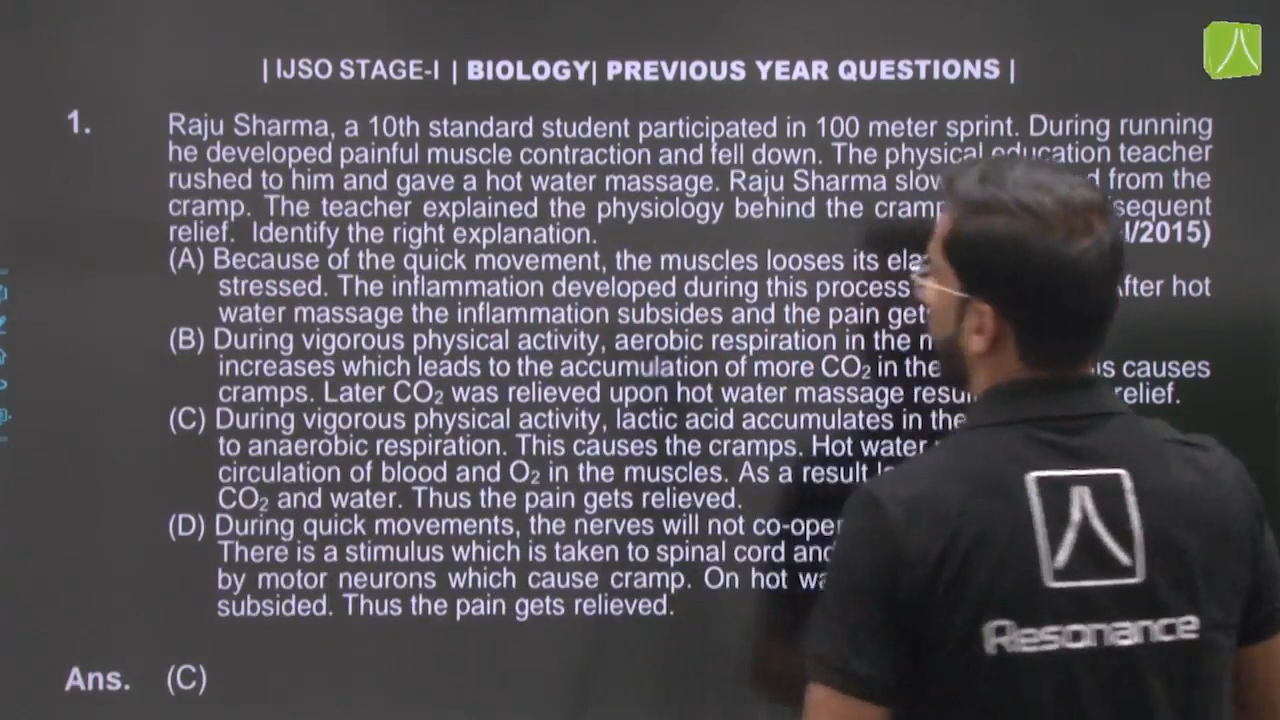 | IJSO STAGE-I | BIOLOGY| PREVIOUS YEAR QUESTIONS |
1. Raju Sharma, a 10th standard student participated in 100 meter sprint. During running
he developed painful muscle contraction and fell down. The physical education teacher
rushed to him and gave a hot water massage. Raju Sharma from the
cramp. The teacher explained the physiology behind the
relief. Identify the right explanation. /2015)
(A) Because of the quick movement, the muscles looses its
stressed. The inflammation developed during this process After hot
water massage the inflammation subsides and the pain
(B) During vigorous physical activity, aerobic respiration in the
increases which leads to the accumulation of more CO₂ in the causes
cramps. Later CO₂ was relieved upon hot water massage relief.
(C) During vigorous physical activity, lactic acid accumulates in the
to anaerobic respiration. This causes the cramps. Hot water
circulation of blood and O₂ in the muscles. As a result
CO₂ and water. Thus the pain gets relieved.
(D) During quick movements, the nerves will not
There is a stimulus which is taken to spinal cord and
by motor neurons which cause cramp. On hot
subsided. Thus the pain gets relieved.
Ans. (C)
Resonance